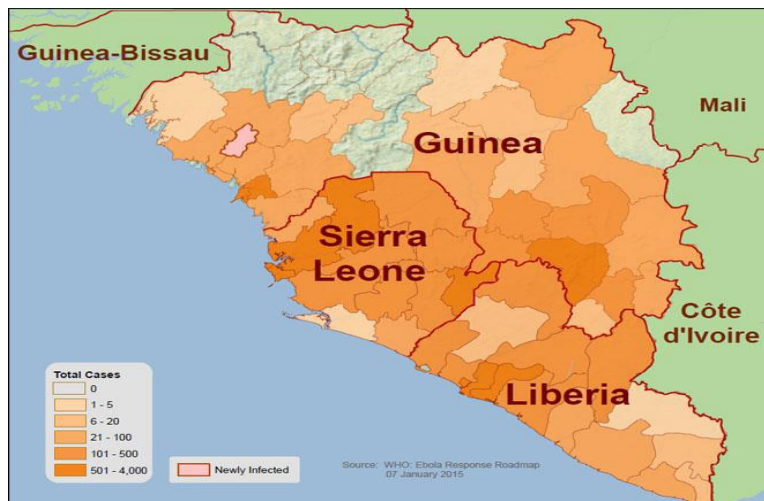 Guinea-Bissau
Mali
Guinea
Sierra
Leone
Côte
d'Ivoire
Liberia
Total Cases
0
1 - 5
6 - 20
21 - 100
101 - 500
501 - 4,000
Newly Infected
Source: WHO: Ebola Response Roadmap
07 January 2015